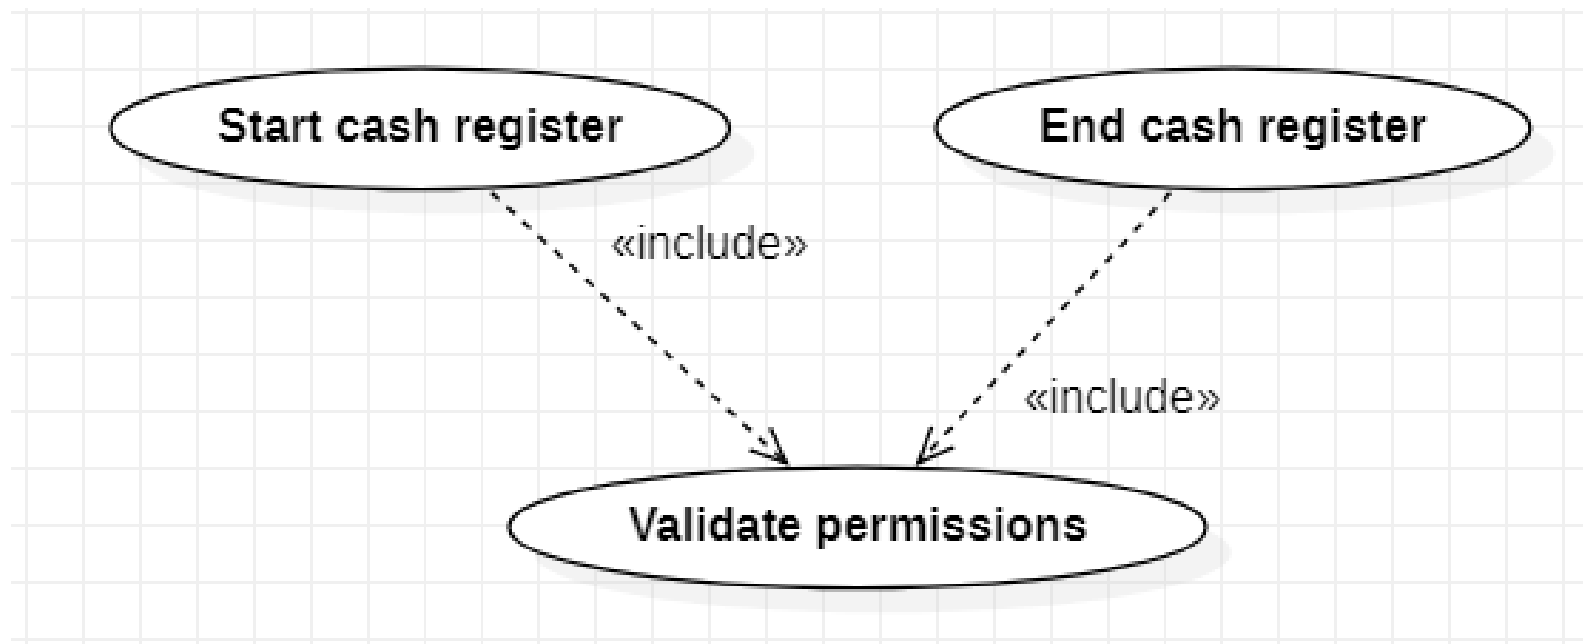 Start cash register
End cash register
«include»
«include»
Validate permissions